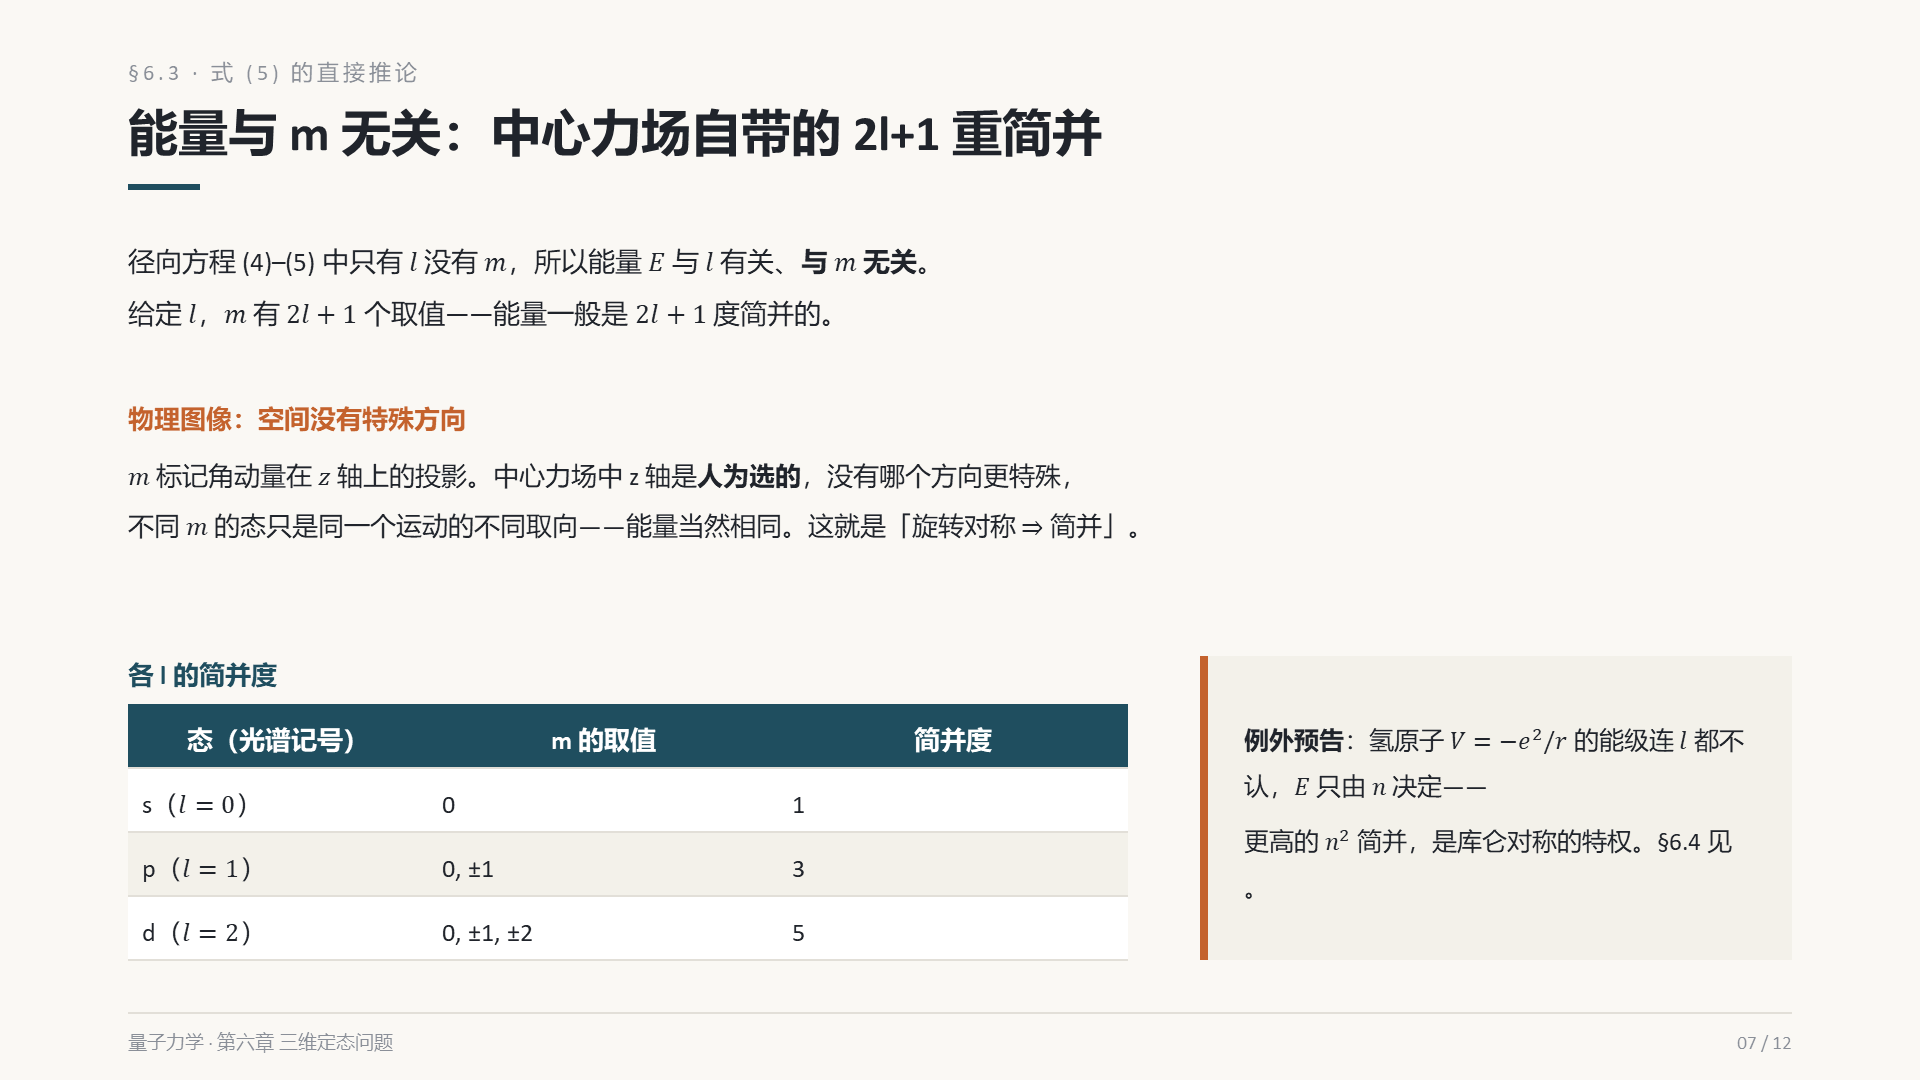 §6.3 · 式 (5) 的直接推论
能量与 m 无关：中心力场自带的 2l+1 重简并
径向方程 (4)–(5) 中只有 l 没有 m，所以能量 E 与 l 有关、与 m 无关。
给定 l，m 有 2l + 1 个取值——能量一般是 2l + 1 度简并的。
物理图像：空间没有特殊方向
m 标记角动量在 z 轴上的投影。中心力场中 z 轴是人为选的，没有哪个方向更特殊，
不同 m 的态只是同一个运动的不同取向——能量当然相同。这就是「旋转对称 ⇒ 简并」。
各 l 的简并度
态（光谱记号） m 的取值 简并度
s（l = 0） 0 1
p（l = 1） 0, ±1 3
d（l = 2） 0, ±1, ±2 5
例外预告：氢原子 V = −e²/r 的能级连 l 都不
认，E 只由 n 决定——
更高的 n² 简并，是库仑对称的特权。§6.4 见
。
量子力学 · 第六章 三维定态问题
07 / 12